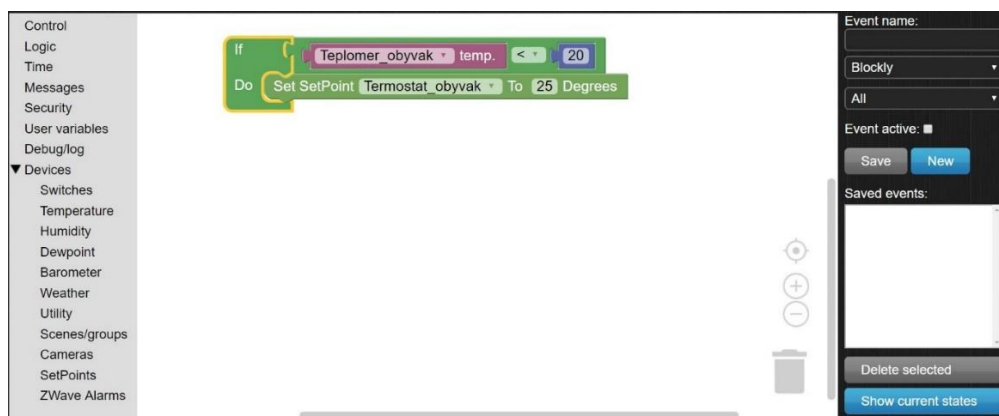 Control
Logic
Time
Messages
Security
User variables
Debug/log
Devices
Switches
Temperature
Humidity
Dewpoint
Barometer
Weather
Utility
Scenes/groups
Cameras
SetPoints
ZWave Alarms
If Teplomer_obyvak temp. < 20
Do Set SetPoint Termostat_obyvak To 25 Degrees
Event name:
Blockly
All
Event active:
Save New
Saved events:
Delete selected
Show current states